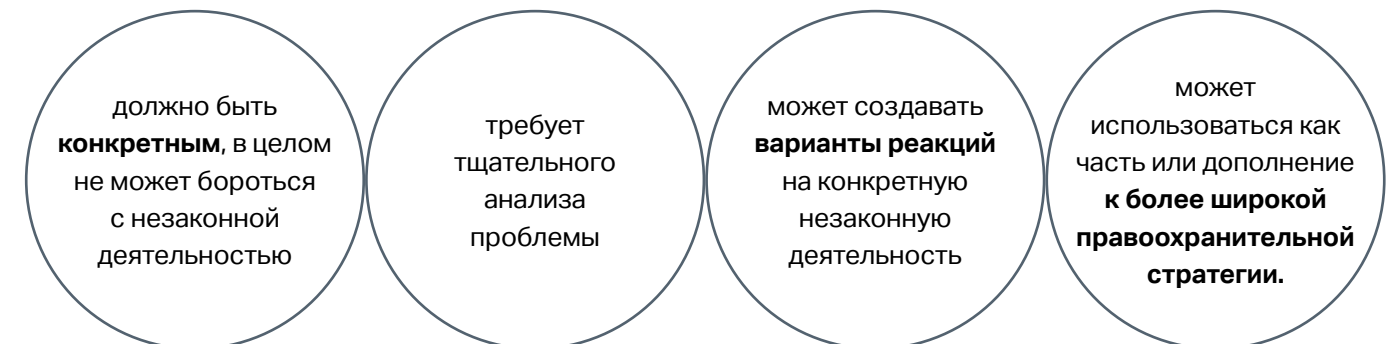 должно быть
конкретным, в целом
не может бороться
с незаконной
деятельностью
требует
тщательного
анализа
проблемы
может создавать
варианты реакций
на конкретную
незаконную
деятельность
может
использоваться как
часть или дополнение
к более широкой
правоохранительной
стратегии.